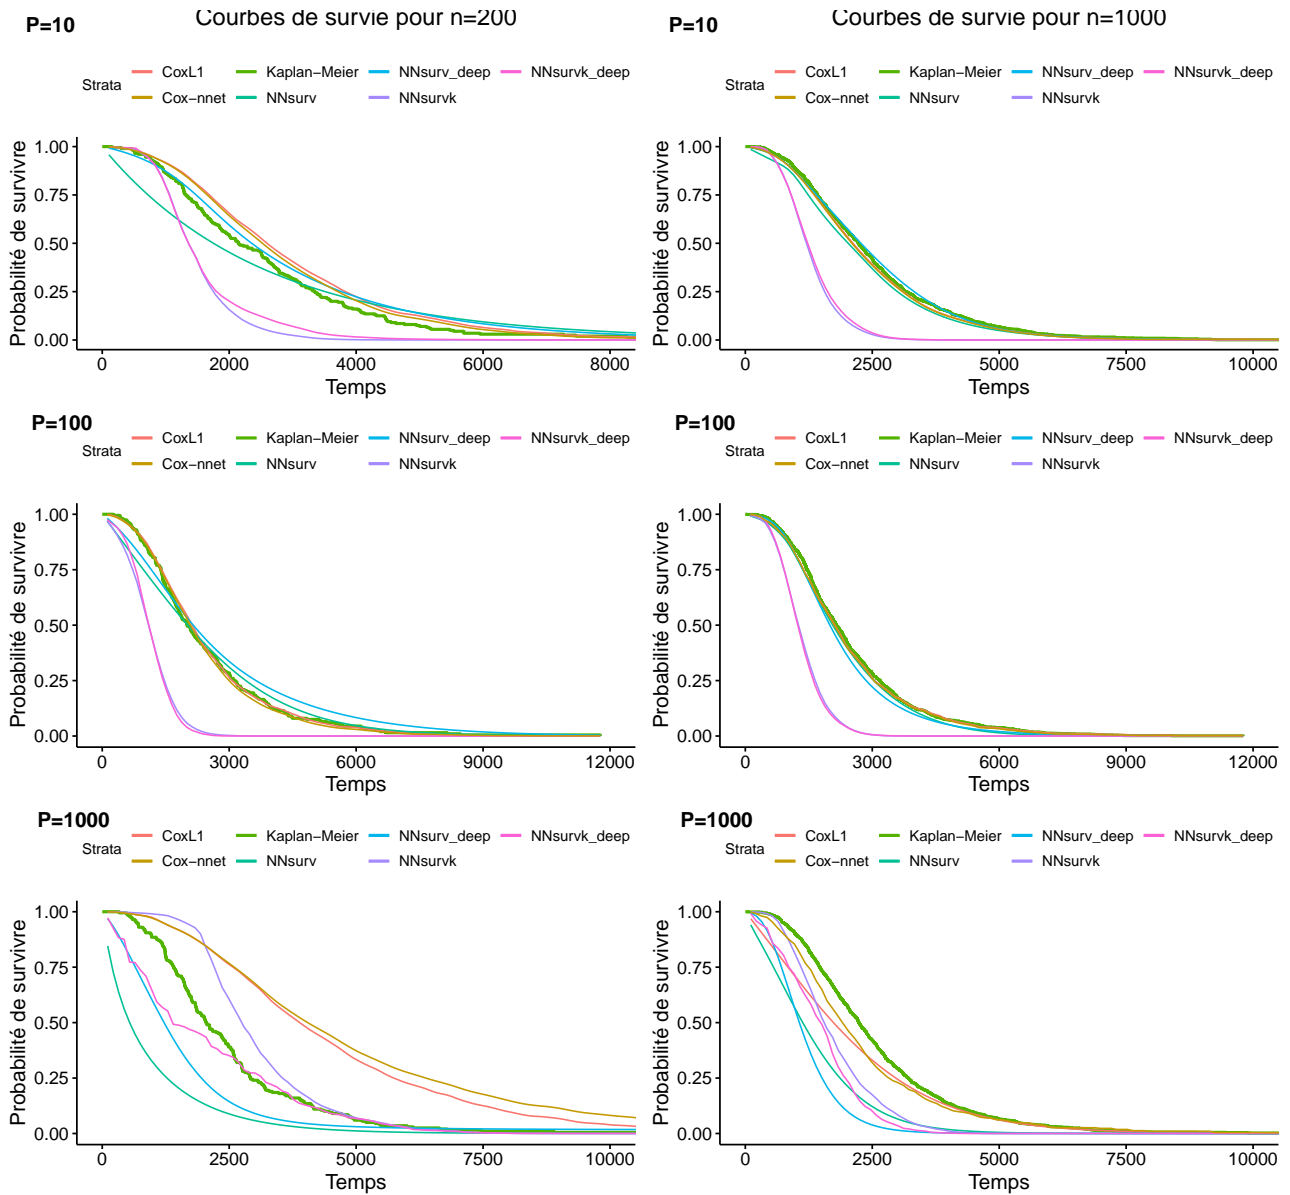 Courbes de survie pour n=200
P=10
Strata
CoxL1
Kaplan−Meier
NNsurv_deep
NNsurvk_deep
Cox−nnet
NNsurv
NNsurvk
Probabilité de survivre
1.00
0.75
0.50
0.25
0.00
0 2000 4000 6000 8000
Temps
Courbes de survie pour n=1000
P=10
Strata
CoxL1
Kaplan−Meier
NNsurv_deep
NNsurvk_deep
Cox−nnet
NNsurv
NNsurvk
Probabilité de survivre
1.00
0.75
0.50
0.25
0.00
0 2500 5000 7500 10000
Temps
P=100
Strata
CoxL1
Kaplan−Meier
NNsurv_deep
NNsurvk_deep
Cox−nnet
NNsurv
NNsurvk
Probabilité de survivre
1.00
0.75
0.50
0.25
0.00
0 3000 6000 9000 12000
Temps
P=100
Strata
CoxL1
Kaplan−Meier
NNsurv_deep
NNsurvk_deep
Cox−nnet
NNsurv
NNsurvk
Probabilité de survivre
1.00
0.75
0.50
0.25
0.00
0 3000 6000 9000 12000
Temps
P=1000
Strata
CoxL1
Kaplan−Meier
NNsurv_deep
NNsurvk_deep
Cox−nnet
NNsurv
NNsurvk
Probabilité de survivre
1.00
0.75
0.50
0.25
0.00
0 2500 5000 7500 10000
Temps
P=1000
Strata
CoxL1
Kaplan−Meier
NNsurv_deep
NNsurvk_deep
Cox−nnet
NNsurv
NNsurvk
Probabilité de survivre
1.00
0.75
0.50
0.25
0.00
0 2500 5000 7500 10000
Temps